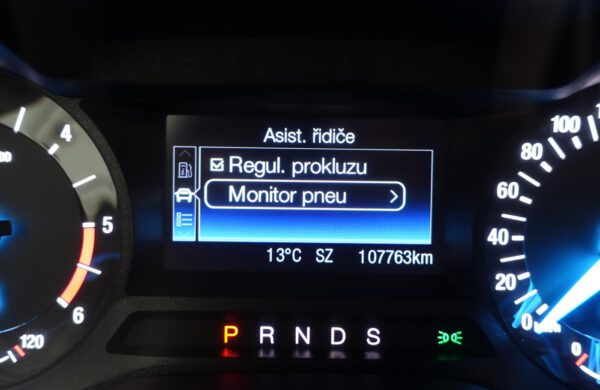 Asist. řidiče
Regul. prokluzu
Monitor pneu
13°C SZ 107763km
P R N D S
4
5
6
120
100
80
60
40
20
0
0